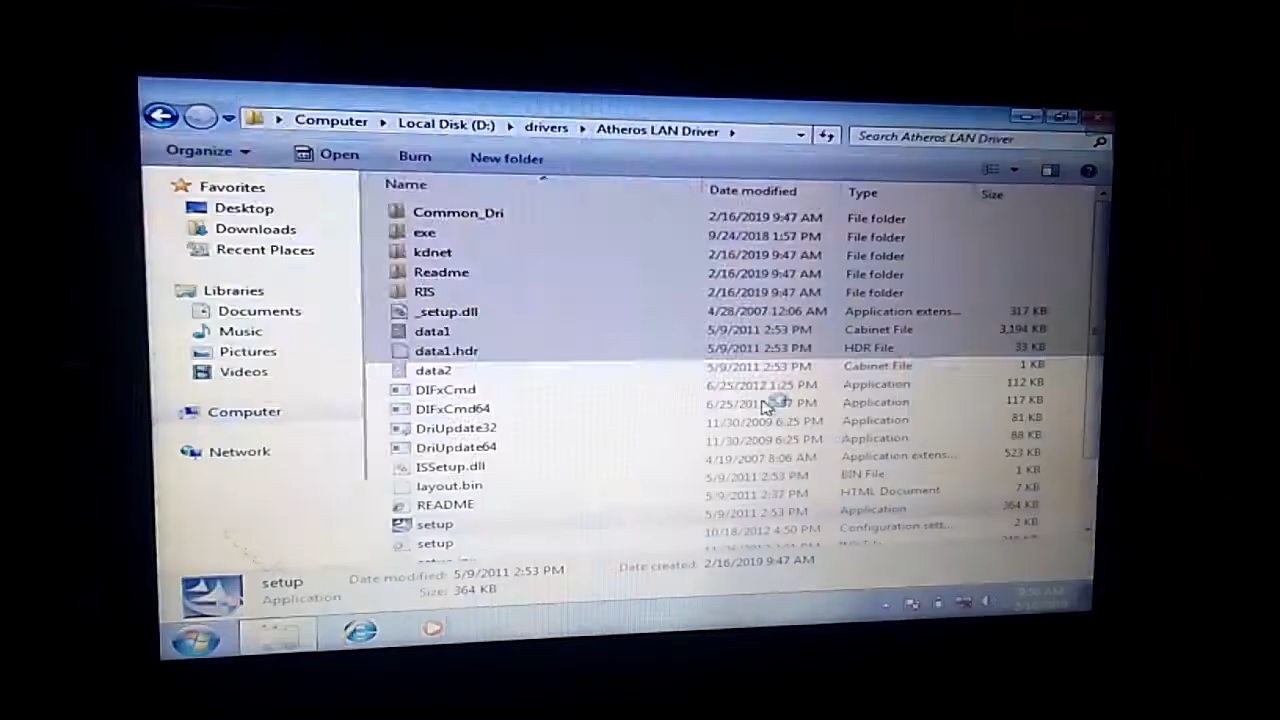 Computer Local Disk (D:) drivers Atheros LAN Driver Search Atheros LAN Driver
Organize Open Burn New folder
Favorites
Desktop
Downloads
Recent Places
Libraries
Documents
Music
Pictures
Videos
Computer
Network
Name Date modified Type Size
Common_Dri 2/16/2019 9:47 AM File folder
exe 9/24/2018 1:57 PM File folder
kdnet 2/16/2019 9:47 AM File folder
Readme 2/16/2019 9:47 AM File folder
RIS 2/16/2019 9:47 AM File folder
_setup.dll 4/28/2007 12:06 AM Application extens... 317 KB
data1 5/9/2011 2:53 PM Cabinet File 3,194 KB
data1.hdr 5/9/2011 2:53 PM HDR File 33 KB
data2 5/9/2011 2:53 PM Cabinet File 1 KB
DIFxCmd 6/25/2012 1:25 PM Application 112 KB
DIFxCmd64 PM Application 117 KB
DriUpdate32 11/30/2009 6:25 PM Application 81 KB
DriUpdate64 11/30/2009 6:25 PM Application 88 KB
ISSetup.dll 4/19/2007 8:06 AM Application extens... 523 KB
layout.bin 5/9/2011 2:53 PM BIN File 1 KB
README 5/9/2011 2:37 PM HTML Document 7 KB
setup 5/9/2011 2:53 PM Application 364 KB
setup 10/18/2012 4:50 PM Configuration sett... 2 KB
setup Date modified: 5/9/2011 2:53 PM Date created: 2/16/2019 9:47 AM
Application Size: 364 KB